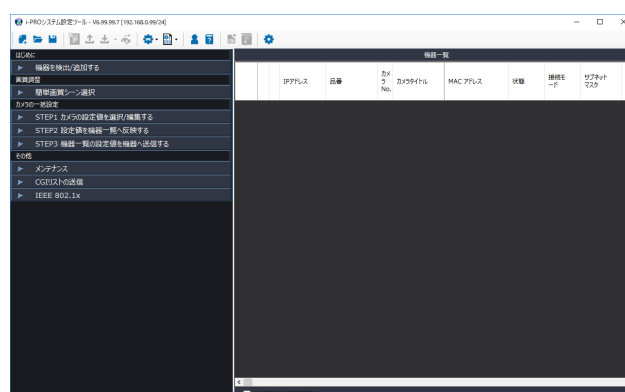 i-PROシステム設定ツール - V6.99.99.7 [192.168.0.99/24]
はじめに
機器を検出/追加する
画質調整
簡単画質シーン選択
カメラの一括設定
STEP1 カメラの設定値を選択/編集する
STEP2 設定値を機器一覧へ反映する
STEP3 機器一覧の設定値を機器へ送信する
その他
メンテナンス
CGIリストの送信
IEEE 802.1x
機器一覧
IPアドレス 品番 カメラNo. カメラタイトル MAC アドレス 状態 接続モード サブネットマスク